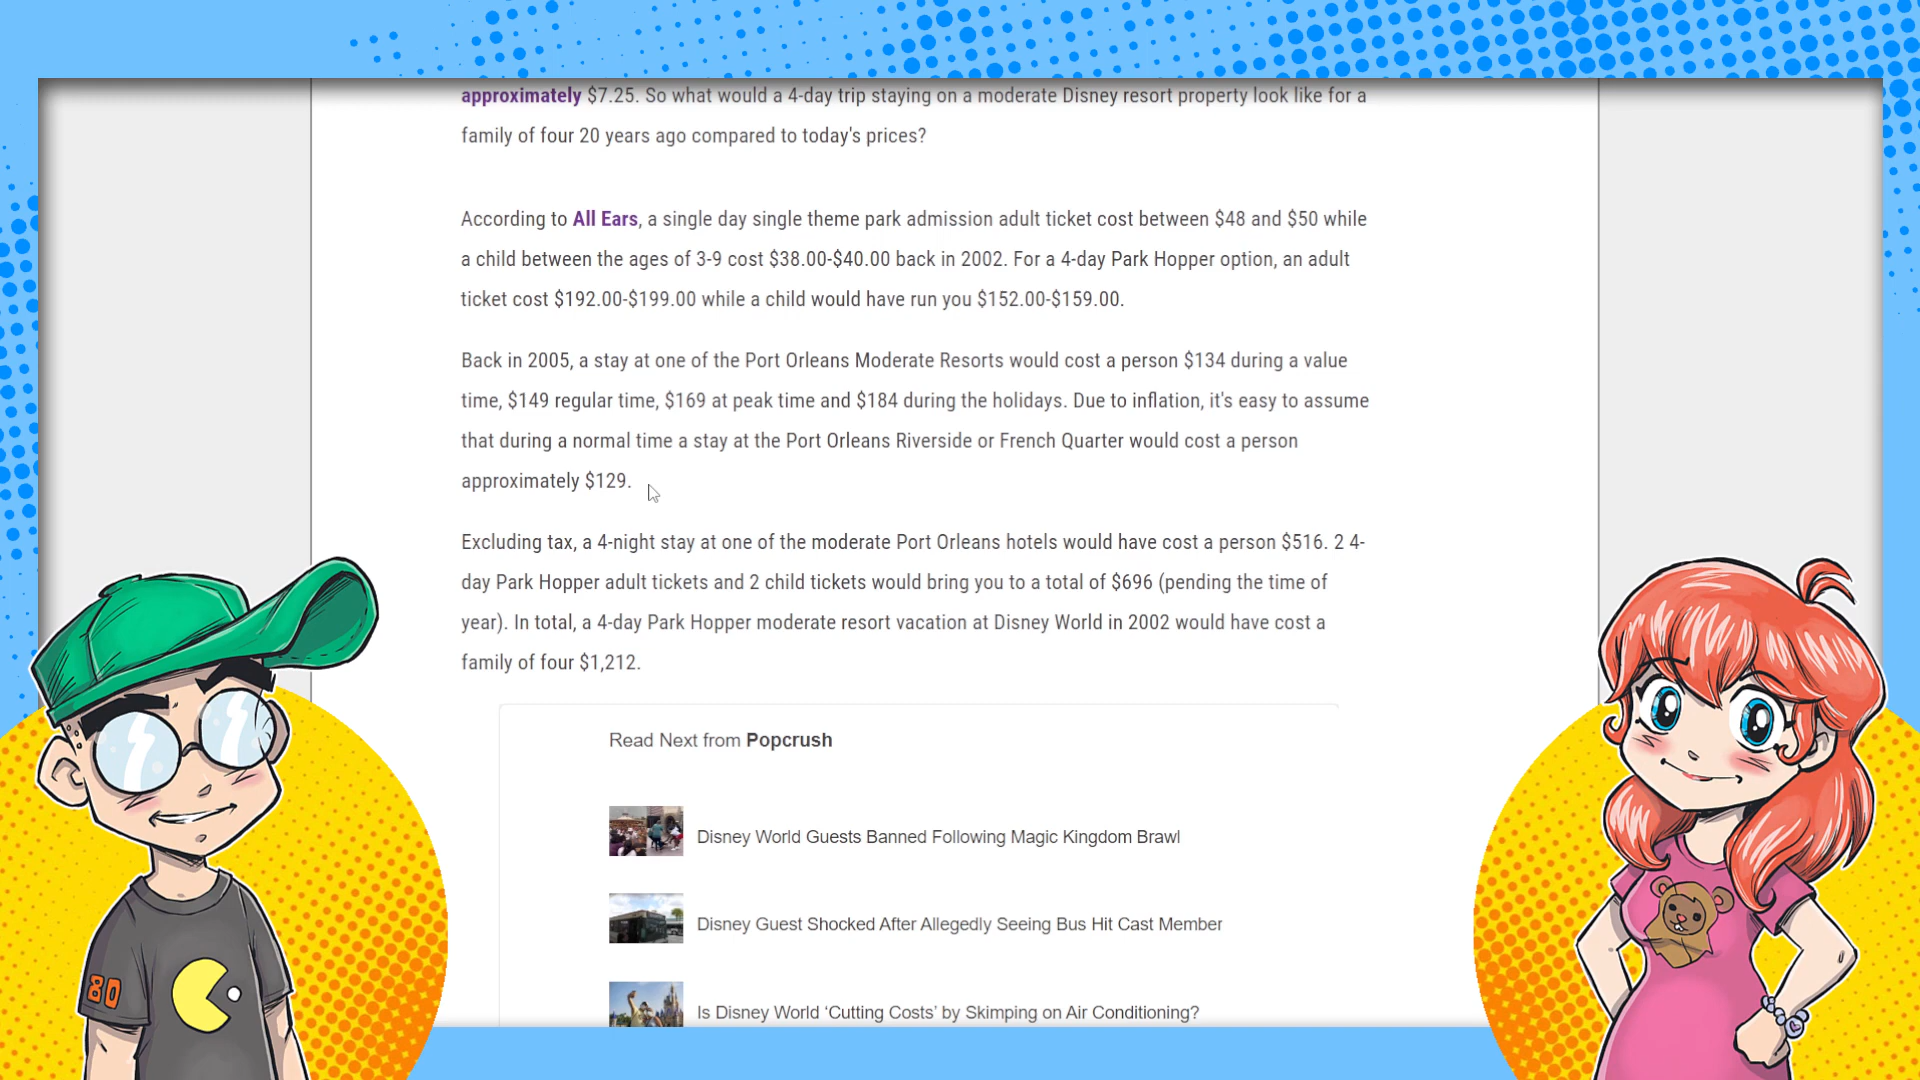 approximately $7.25. So what would a 4-day trip staying on a moderate Disney resort property look like for a
family of four 20 years ago compared to today's prices?
According to All Ears, a single day single theme park admission adult ticket cost between $48 and $50 while
a child between the ages of 3-9 cost $38.00-$40.00 back in 2002. For a 4-day Park Hopper option, an adult
ticket cost $192.00-$199.00 while a child would have run you $152.00-$159.00.
Back in 2005, a stay at one of the Port Orleans Moderate Resorts would cost a person $134 during a value
time, $149 regular time, $169 at peak time and $184 during the holidays. Due to inflation, it's easy to assume
that during a normal time a stay at the Port Orleans Riverside or French Quarter would cost a person
approximately $129.
Excluding tax, a 4-night stay at one of the moderate Port Orleans hotels would have cost a person $516. 2 4-
day Park Hopper adult tickets and 2 child tickets would bring you to a total of $696 (pending the time of
year). In total, a 4-day Park Hopper moderate resort vacation at Disney World in 2002 would have cost a
family of four $1,212.
Read Next from Popcrush
Disney World Guests Banned Following Magic Kingdom Brawl
Disney Guest Shocked After Allegedly Seeing Bus Hit Cast Member
Is Disney World ‘Cutting Costs’ by Skimping on Air Conditioning?
80